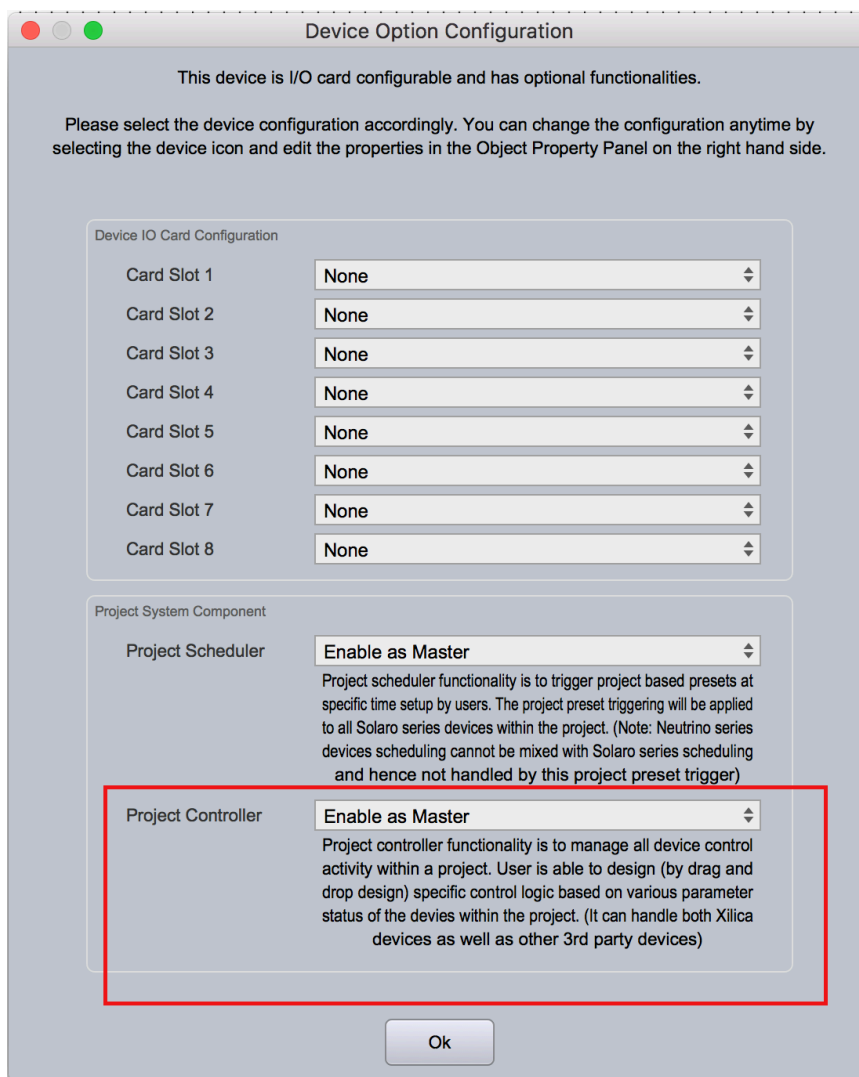 Device Option Configuration
This device is I/O card configurable and has optional functionalities.
Please select the device configuration accordingly. You can change the configuration anytime by
selecting the device icon and edit the properties in the Object Property Panel on the right hand side.
Device IO Card Configuration
Card Slot 1 None
Card Slot 2 None
Card Slot 3 None
Card Slot 4 None
Card Slot 5 None
Card Slot 6 None
Card Slot 7 None
Card Slot 8 None
Project System Component
Project Scheduler Enable as Master
Project scheduler functionality is to trigger project based presets at
specific time setup by users. The project preset triggering will be applied
to all Solaro series devices within the project. (Note: Neutrino series
devices scheduling cannot be mixed with Solaro series scheduling
and hence not handled by this project preset trigger)
Project Controller Enable as Master
Project controller functionality is to manage all device control
activity within a project. User is able to design (by drag and
drop design) specific control logic based on various parameter
status of the devies within the project. (It can handle both Xilica
devices as well as other 3rd party devices)
Ok